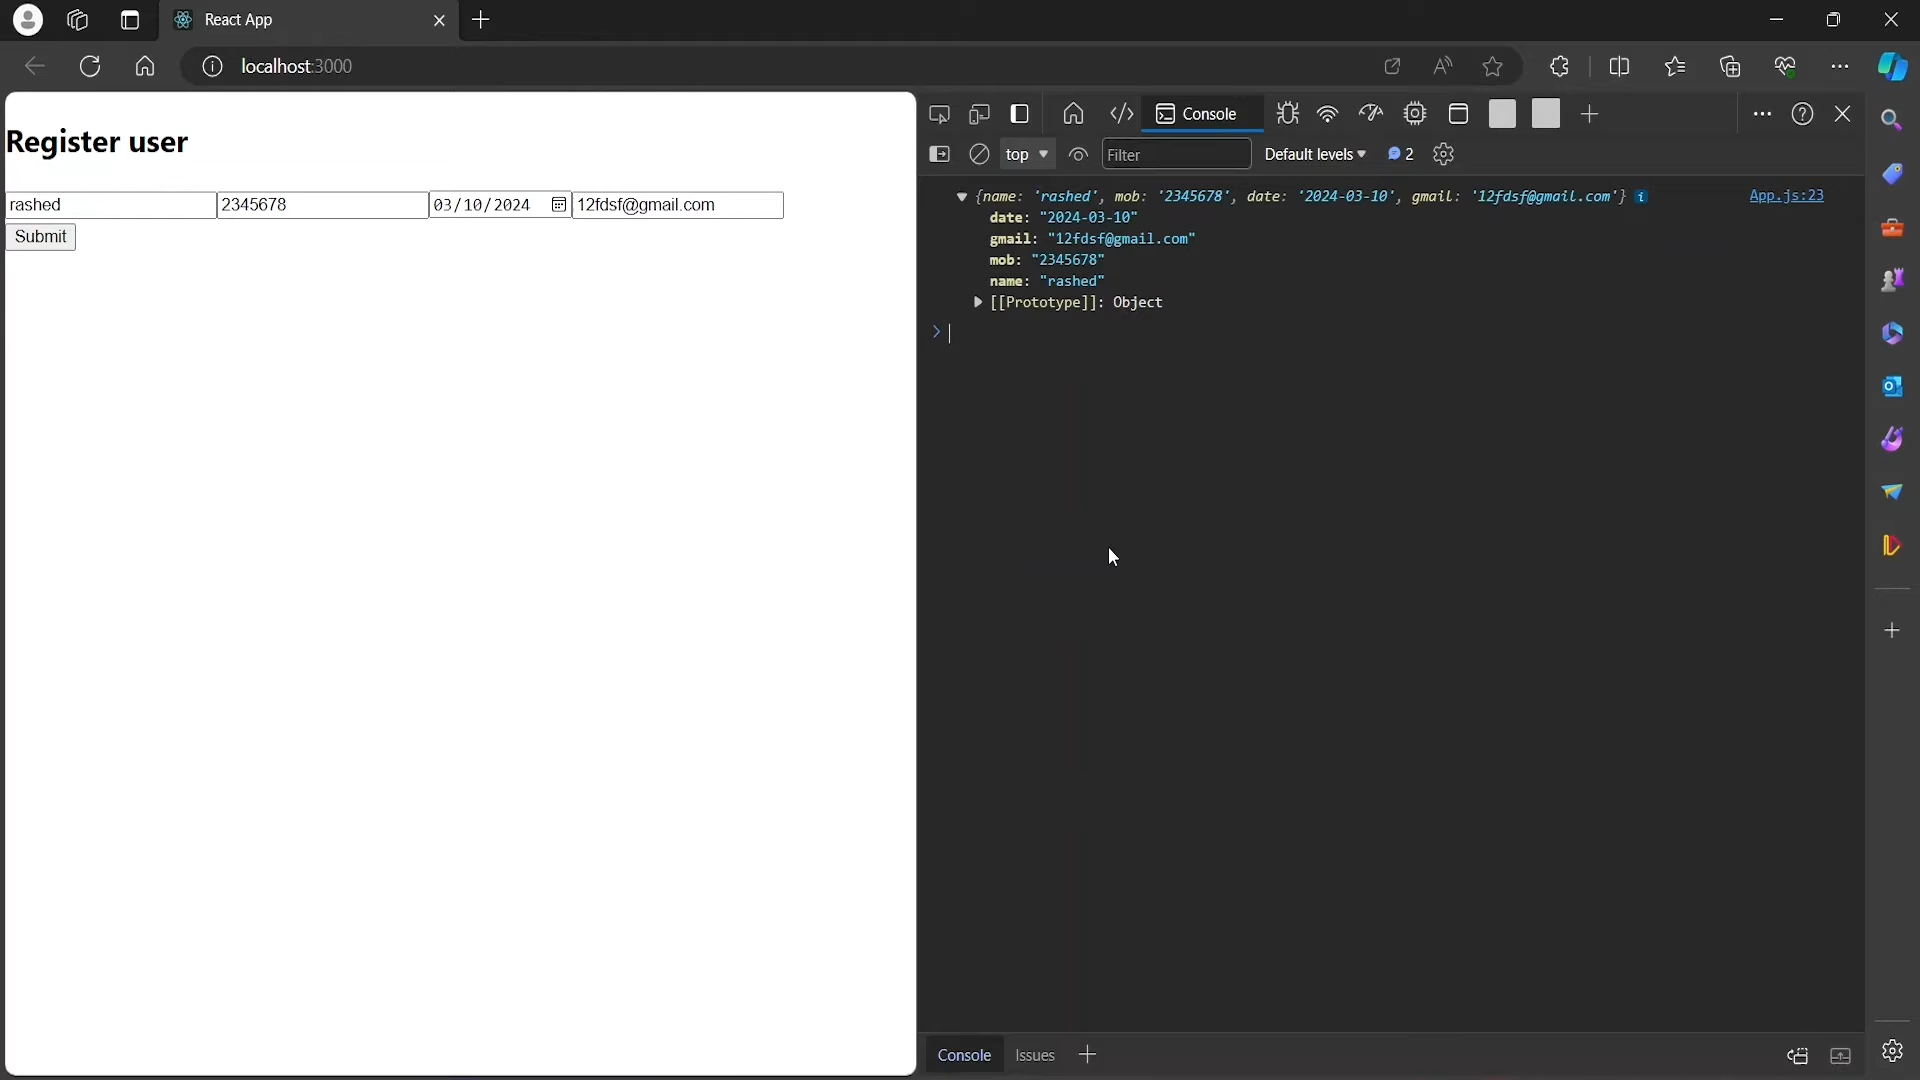 React App
localhost:3000
Register user
rashed 2345678 03/10/2024 12fdsf@gmail.com
Submit
Console
top Filter Default levels 2
{name: 'rashed', mob: '2345678', date: '2024-03-10', gmail: '12fdsf@gmail.com'} i App.js:23
date: "2024-03-10"
gmail: "12fdsf@gmail.com"
mob: "2345678"
name: "rashed"
[[Prototype]]: Object
Console Issues